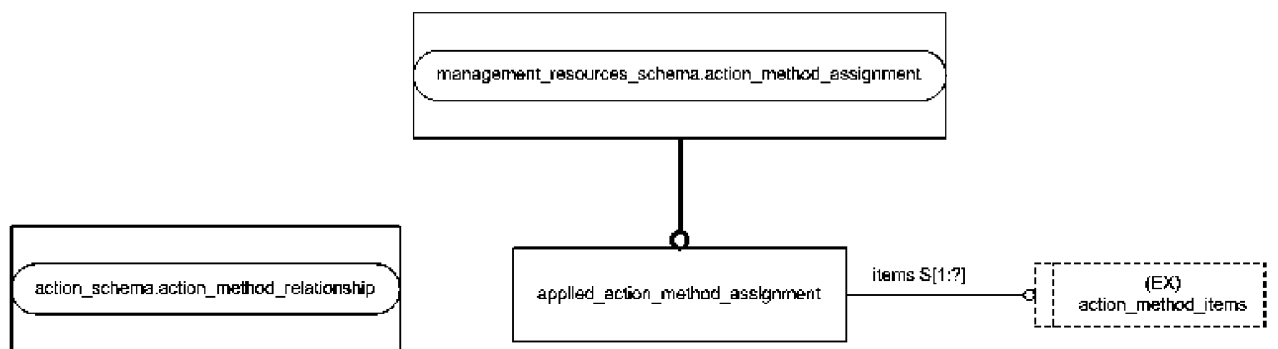 management_resources_schema.action_method_assignment
action_schema.action_method_relationship
applied_action_method_assignment
items S[1:?]
(EX)
action_method_items